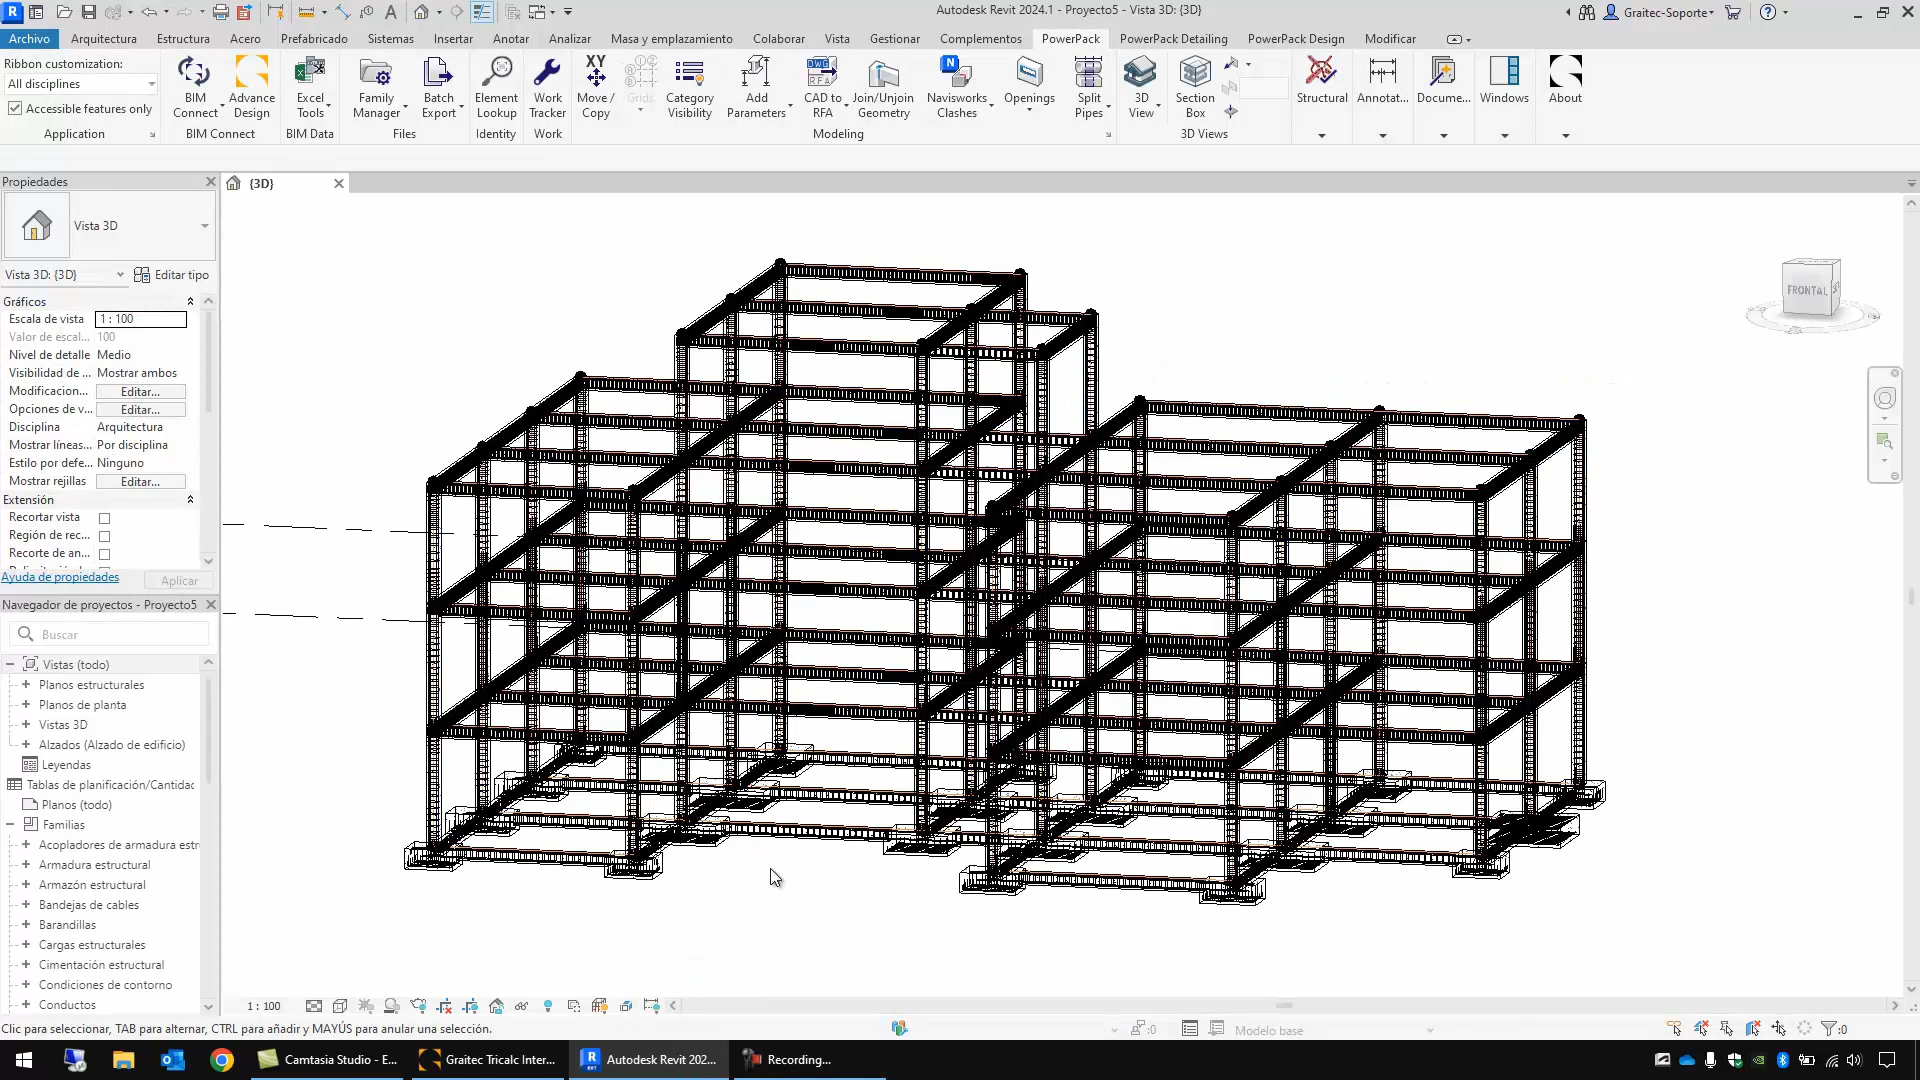 Autodesk Revit 2024.1 - Proyecto5 - Vista 3D: {3D}
Graitec-Soporte
Archivo Arquitectura Estructura Acero Prefabricado Sistemas Insertar Anotar Analizar Masa y emplazamiento Colaborar Vista Gestionar Complementos PowerPack PowerPack Detailing PowerPack Design Modificar
Ribbon customization:
All disciplines
Accessible features only
Application
BIM Connect
Advance Design
BIM Connect
Excel Tools
BIM Data
Family Manager
Batch Export
Files
Element Lookup
Identity
Work Tracker
Work
XY
Move / Copy
Grids
Category Visibility
Add Parameters
DWG
RFA
CAD to RFA
Join/Unjoin Geometry
Navisworks Clashes
Openings
Split Pipes
Modeling
3D View
Section Box
3D Views
Structural
Annotat...
Docume...
Windows
About
Propiedades
{3D}
Vista 3D
Vista 3D: {3D}
Editar tipo
Gráficos
Escala de vista 1 : 100
Valor de escal... 100
Nivel de detalle Medio
Visibilidad de ... Mostrar ambos
Modificacion... Editar...
Opciones de v... Editar...
Disciplina Arquitectura
Mostrar líneas... Por disciplina
Estilo por defe... Ninguno
Mostrar rejillas Editar...
Extensión
Recortar vista
Región de rec...
Recorte de an...
Ayuda de propiedades
Aplicar
Navegador de proyectos - Proyecto5
Buscar
Vistas (todo)
Planos estructurales
Planos de planta
Vistas 3D
Alzados (Alzado de edificio)
Leyendas
Tablas de planificación/Cantidac
Planos (todo)
Familias
Acopladores de armadura estru
Armadura estructural
Armazón estructural
Bandejas de cables
Barandillas
Cargas estructurales
Cimentación estructural
Condiciones de contorno
Conductos
FRONTAL
1 : 100
Clic para seleccionar, TAB para alternar, CTRL para añadir y MAYÚS para anular una selección.
:0
Modelo base
:0
Camtasia Studio - E...
Graitec Tricalc Inter...
Autodesk Revit 202...
Recording...